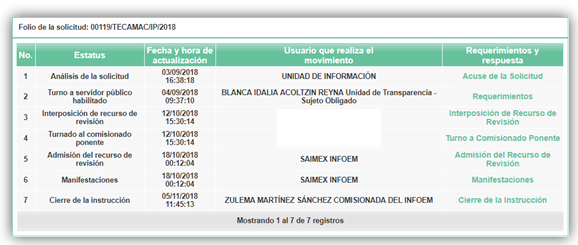 Folio de la solicitud: 00119/TECAMAC/IP/2018
No. Estatus Fecha y hora de actualización Usuario que realiza el movimiento Requerimientos y respuesta
1 Análisis de la solicitud 03/09/2018 16:38:18 UNIDAD DE INFORMACIÓN Acuse de la Solicitud
2 Turno a servidor público habilitado 04/09/2018 09:37:10 BLANCA IDALIA ACOLTZIN REYNA Unidad de Transparencia - Sujeto Obligado Requerimientos
3 Interposición de recurso de revisión 12/10/2018 15:30:14 Interposición de Recurso de Revisión
4 Turnado al comisionado ponente 12/10/2018 15:30:14 Turno a Comisionado Ponente
5 Admisión del recurso de revisión 18/10/2018 00:12:04 SAIMEX INFOEM Admisión del Recurso de Revisión
6 Manifestaciones 18/10/2018 00:12:04 SAIMEX INFOEM Manifestaciones
7 Cierre de la instrucción 05/11/2018 11:45:13 ZULEMA MARTÍNEZ SÁNCHEZ COMISIONADA DEL INFOEM Cierre de la Instrucción
Mostrando 1 al 7 de 7 registros